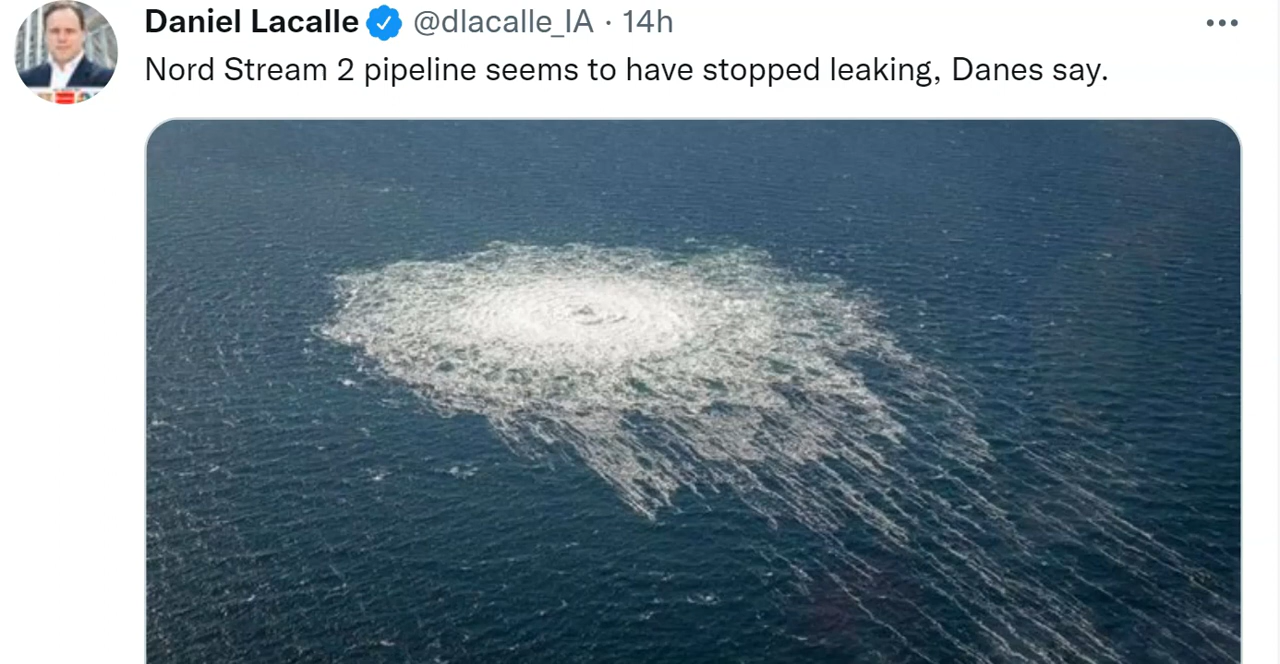 Daniel Lacalle @dlacalle_IA · 14h
Nord Stream 2 pipeline seems to have stopped leaking, Danes say.